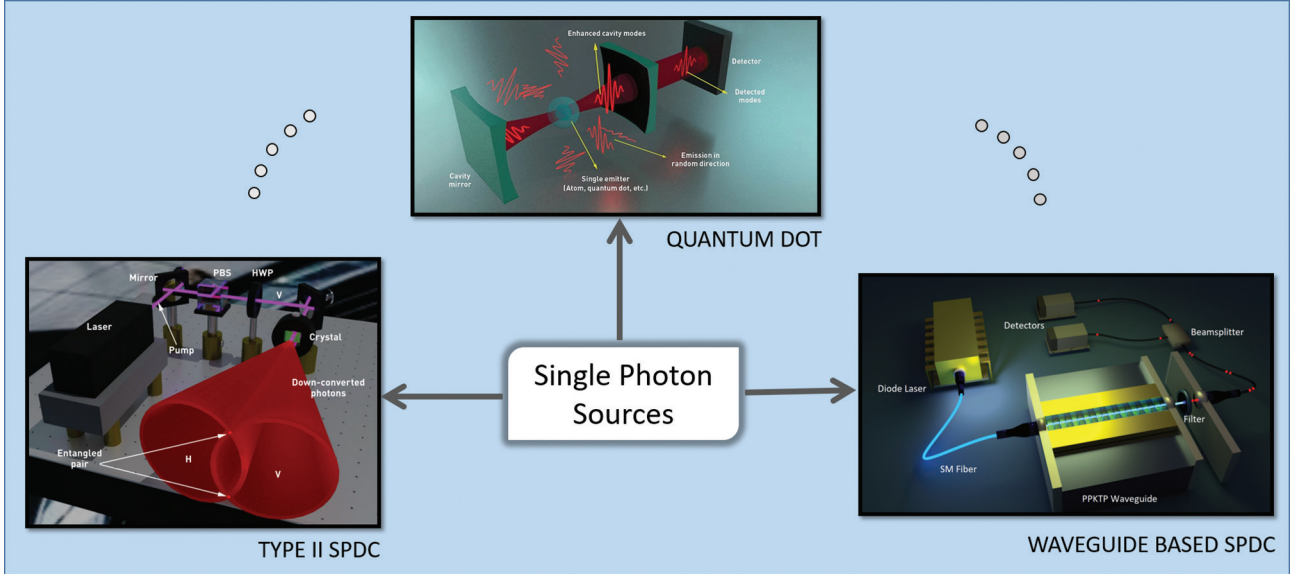 Enhanced cavity modes
Detector
Detected
modes
Emission in
random direction
Single emitter
(Atom, quantum dot, etc.)
Cavity
mirror
QUANTUM DOT
Mirror
PBS
HWP
V
Laser
Pump
Crystal
Down-converted
photons
Entangled
pair
H
V
TYPE II SPDC
Single Photon
Sources
Detectors
Beamsplitter
Diode Laser
Filter
SM Fiber
PPKTP Waveguide
WAVEGUIDE BASED SPDC